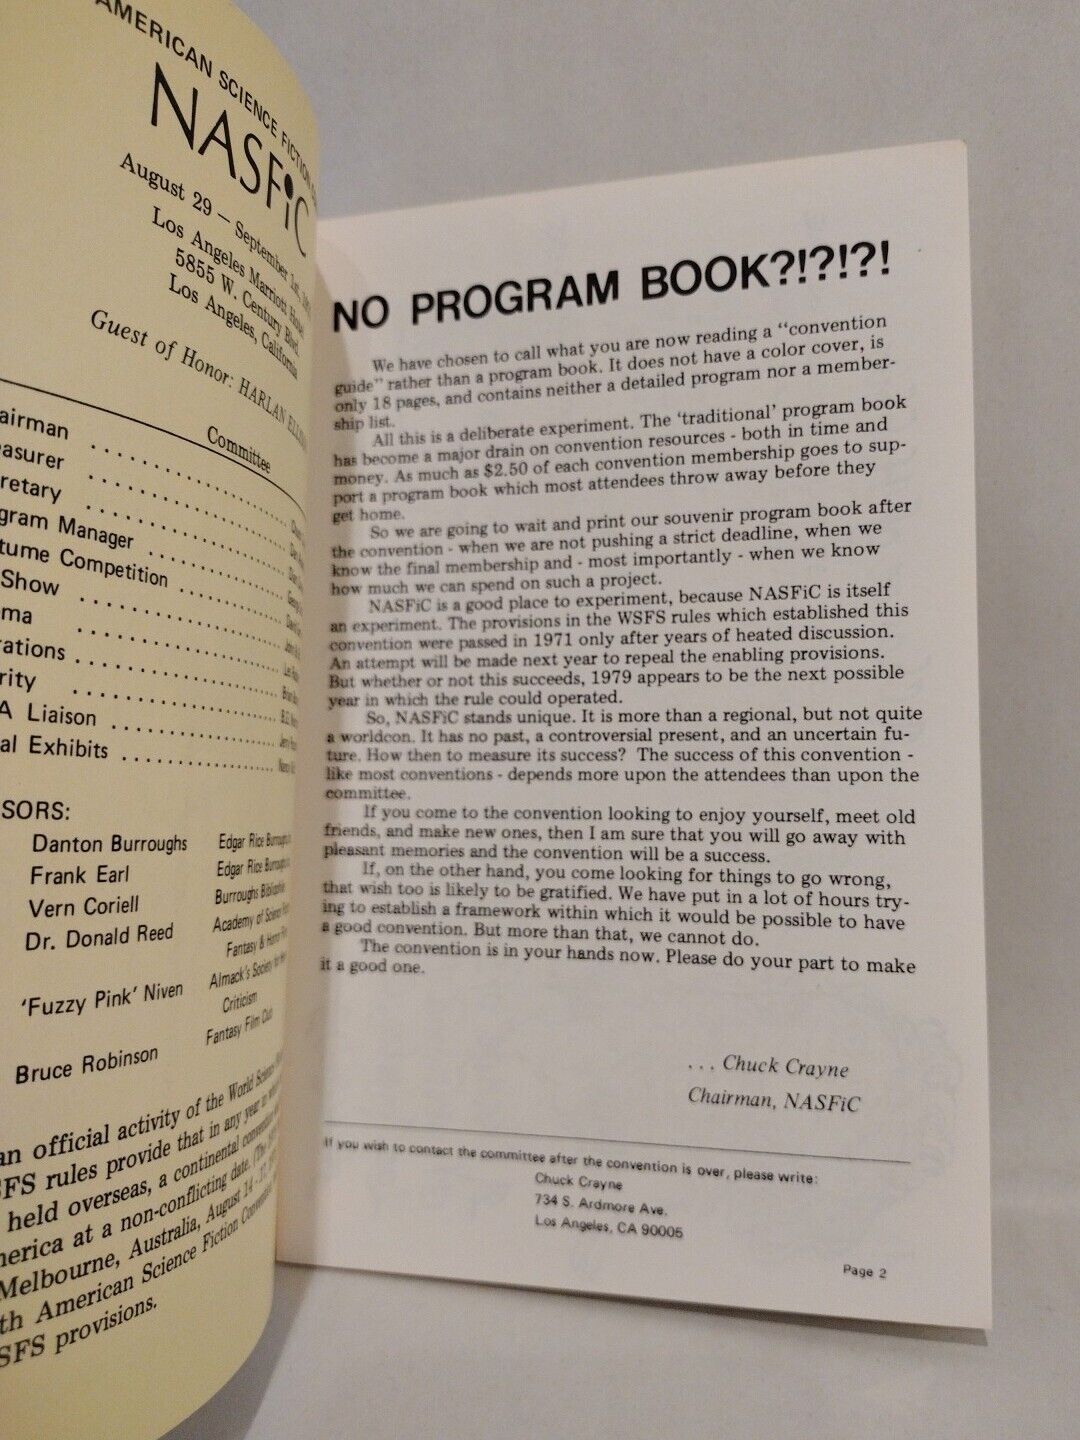 AMERICAN SCIENCE FICTION
NASFiC
August 29 – September 1st,
Los Angeles Marriott Hotel
5855 W. Century Blvd.
Los Angeles, California
Guest of Honor: HARLAN
Committee
Program Manager
Costume Competition
Show
Liaison
Exhibits
Danton Burroughs Edgar Rice Burroughs
Frank Earl Edgar Rice Burroughs
Vern Coriell Burroughs
Dr. Donald Reed Academy of Science
Fantasy &
'Fuzzy Pink' Niven Almack's Society for
Criticism
Bruce Robinson Fantasy Film Club
an official activity of the World Science
rules provide that in any year in
held overseas, a continental convention
at a non-conflicting date. (The
Melbourne, Australia, August 14 - 17,
American Science Fiction Convention
provisions.
NO PROGRAM BOOK?!?!?!
We have chosen to call what you are now reading a "convention
guide" rather than a program book. It does not have a color cover, is
only 18 pages, and contains neither a detailed program nor a member-
ship list.
All this is a deliberate experiment. The 'traditional' program book
has become a major drain on convention resources - both in time and
money. As much as $2.50 of each convention membership goes to sup-
port a program book which most attendees throw away before they
get home.
So we are going to wait and print our souvenir program book after
the convention - when we are not pushing a strict deadline, when we
know the final membership and - most importantly - when we know
how much we can spend on such a project.
NASFiC is a good place to experiment, because NASFiC is itself
an experiment. The provisions in the WSFS rules which established this
convention were passed in 1971 only after years of heated discussion.
An attempt will be made next year to repeal the enabling provisions.
But whether or not this succeeds, 1979 appears to be the next possible
year in which the rule could operated.
So, NASFiC stands unique. It is more than a regional, but not quite
a worldcon. It has no past, a controversial present, and an uncertain fu-
ture. How then to measure its success? The success of this convention -
like most conventions - depends more upon the attendees than upon the
committee.
If you come to the convention looking to enjoy yourself, meet old
friends, and make new ones, then I am sure that you will go away with
pleasant memories and the convention will be a success.
If, on the other hand, you come looking for things to go wrong,
that wish too is likely to be gratified. We have put in a lot of hours try-
ing to establish a framework within which it would be possible to have
a good convention. But more than that, we cannot do.
The convention is in your hands now. Please do your part to make
it a good one.
. . . Chuck Crayne
Chairman, NASFiC
If you wish to contact the committee after the convention is over, please write:
Chuck Crayne
734 S. Ardmore Ave.
Los Angeles, CA 90005
Page 2